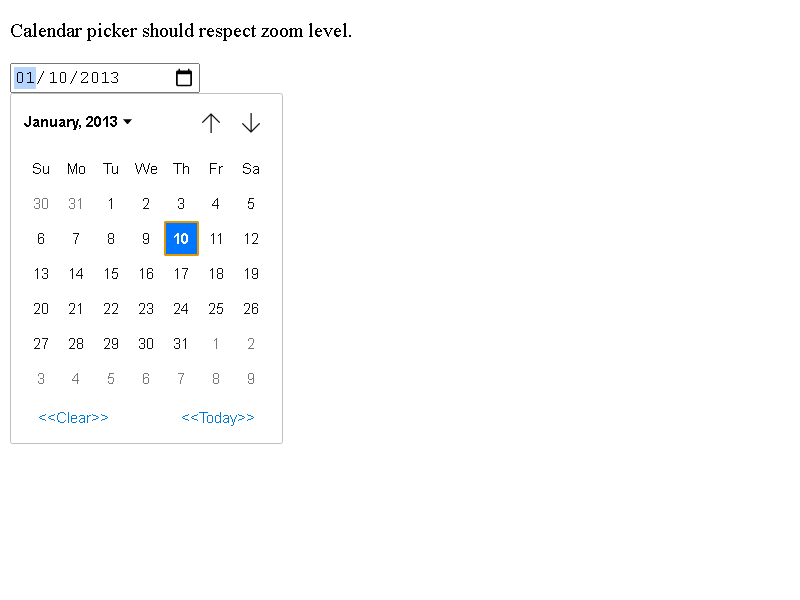 Calendar picker should respect zoom level.
01/10/2013
January, 2013
Su Mo Tu We Th Fr Sa
30 31 1 2 3 4 5
6 7 8 9 10 11 12
13 14 15 16 17 18 19
20 21 22 23 24 25 26
27 28 29 30 31 1 2
3 4 5 6 7 8 9
<<Clear>> <<Today>>